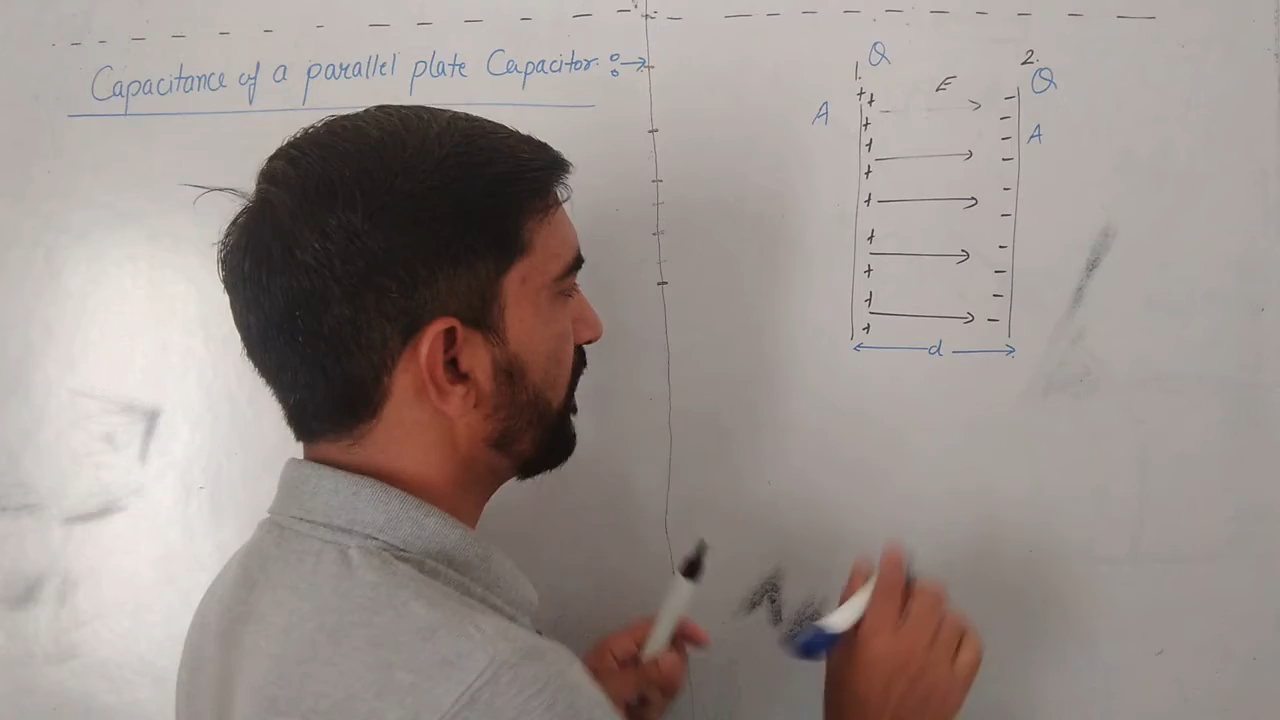 Capacitance of a parallel plate Capacitor :→
1. Q
2. Q
E
A
A
+ + + + + + + + + + +
- - - - - - - - - -
d